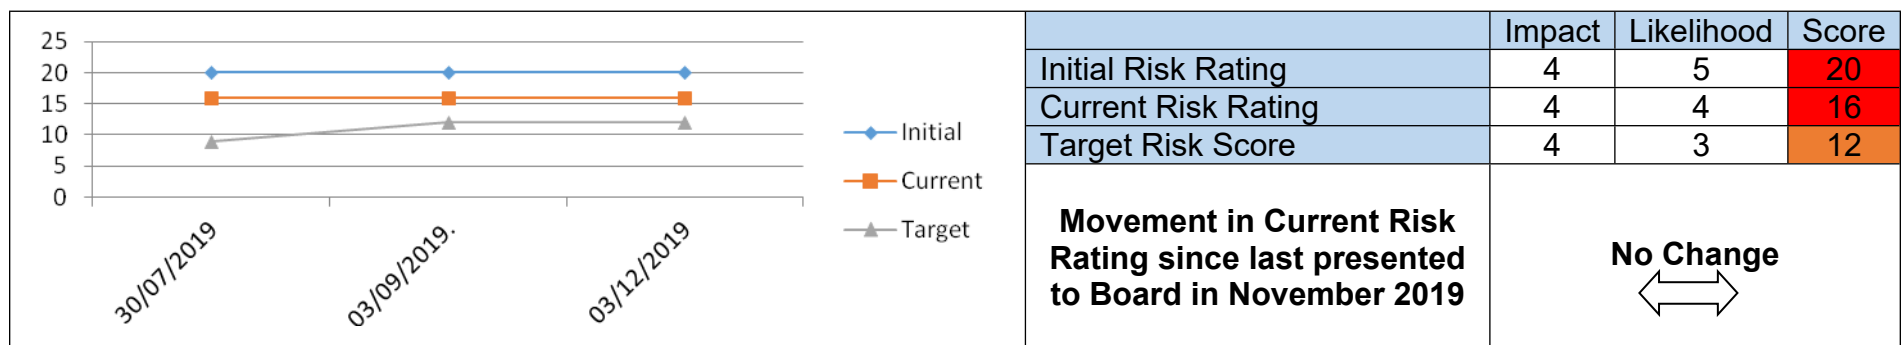 25
20
15
10
5
0
30/07/2019
03/09/2019.
03/12/2019
Initial
Current
Target
Impact Likelihood Score
Initial Risk Rating 4 5 20
Current Risk Rating 4 4 16
Target Risk Score 4 3 12
Movement in Current Risk
Rating since last presented
to Board in November 2019
No Change